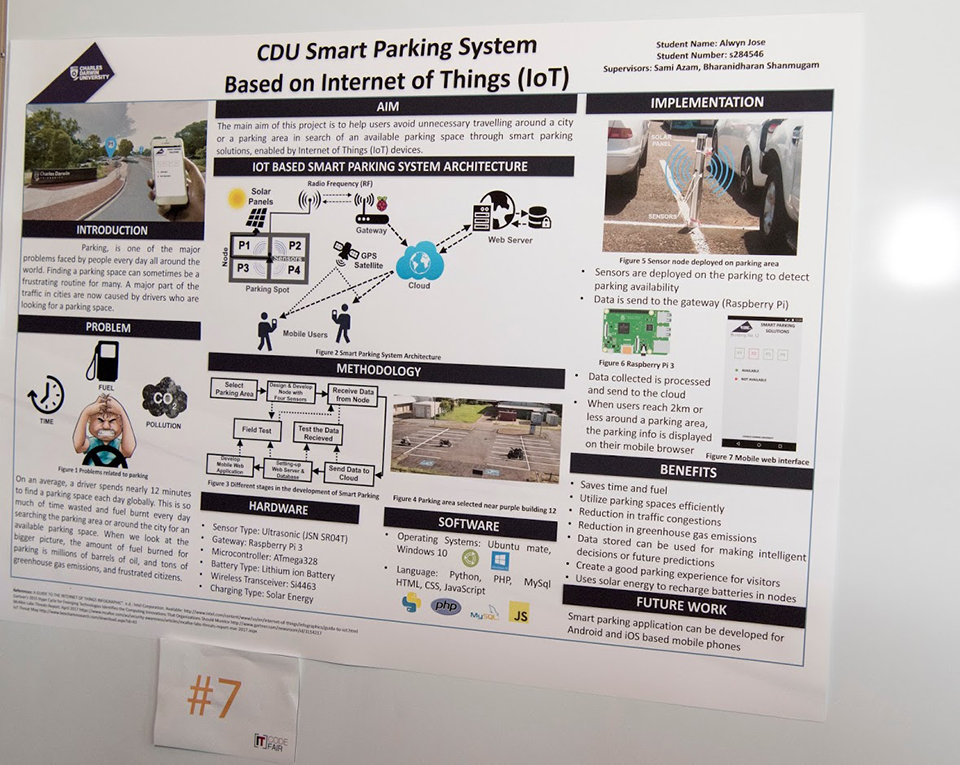 CHARLES
DARWIN
UNIVERSITY
CDU Smart Parking System
Based on Internet of Things (IoT)
Student Name: Alwyn Jose
Student Number: s284546
Supervisors: Sami Azam, Bharanidharan Shanmugam
Charles Darwin
INTRODUCTION
Parking, is one of the major
problems faced by people every day all around the
world. Finding a parking space can sometimes be a
frustrating routine for many. A major part of the
traffic in cities are now caused by drivers who are
looking for a parking space.
PROBLEM
FUEL
TIME
CO2
POLLUTION
Figure 1 Problems related to parking
On an average, a driver spends nearly 12 minutes
to find a parking space each day globally. This is so
much of time wasted and fuel burnt every day
searching the parking area or around the city for an
available parking space. When we look at the
bigger picture, the amount of fuel burned for
parking is millions of barrels of oil, and tons of
greenhouse gas emissions, and frustrated citizens.
AIM
The main aim of this project is to help users avoid unnecessary travelling around a city
or a parking area in search of an available parking space through smart parking
solutions, enabled by Internet of Things (IoT) devices.
IOT BASED SMART PARKING SYSTEM ARCHITECTURE
Solar
Panels
Radio Frequency (RF)
Gateway
Web Server
Node
P1
P2
P3
P4
Sensors
Parking Spot
GPS
Satellite
Cloud
Mobile Users
Figure 2 Smart Parking System Architecture
METHODOLOGY
Select
Parking Area
Design & Develop
Node with
Four Sensors
Receive Data
from Node
Field Test
Test the Data
Recieved
Develop
Mobile Web
Application
Setting-up
Web Server &
Database
Send Data to
Cloud
Figure 3 Different stages in the development of Smart Parking
Figure 4 Parking area selected near purple building 12
HARDWARE
• Sensor Type: Ultrasonic (JSN SR04T)
• Gateway: Raspberry Pi 3
• Microcontroller: ATmega328
• Battery Type: Lithium ion Battery
• Wireless Transceiver: Si4463
• Charging Type: Solar Energy
SOFTWARE
• Operating Systems: Ubuntu mate,
Windows 10
• Language: Python, PHP, MySql
HTML, CSS, JavaScript
php
MySQL
JS
IMPLEMENTATION
SOLAR
PANEL
SENSORS
Figure 5 Sensor node deployed on parking area
• Sensors are deployed on the parking to detect
parking availability
• Data is send to the gateway (Raspberry Pi)
Figure 6 Raspberry Pi 3
SMART PARKING
SOLUTIONS
AVAILABLE
NOT AVAILABLE
• Data collected is processed
and send to the cloud
• When users reach 2km or
less around a parking area,
the parking info is displayed
on their mobile browser
Figure 7 Mobile web interface
BENEFITS
• Saves time and fuel
• Utilize parking spaces efficiently
• Reduction in traffic congestions
• Reduction in greenhouse gas emissions
• Data stored can be used for making intelligent
decisions or future predictions
• Create a good parking experience for visitors
• Uses solar energy to recharge batteries in nodes
FUTURE WORK
Smart parking application can be developed for
Android and iOS based mobile phones
#7
IT CODE
FAIR